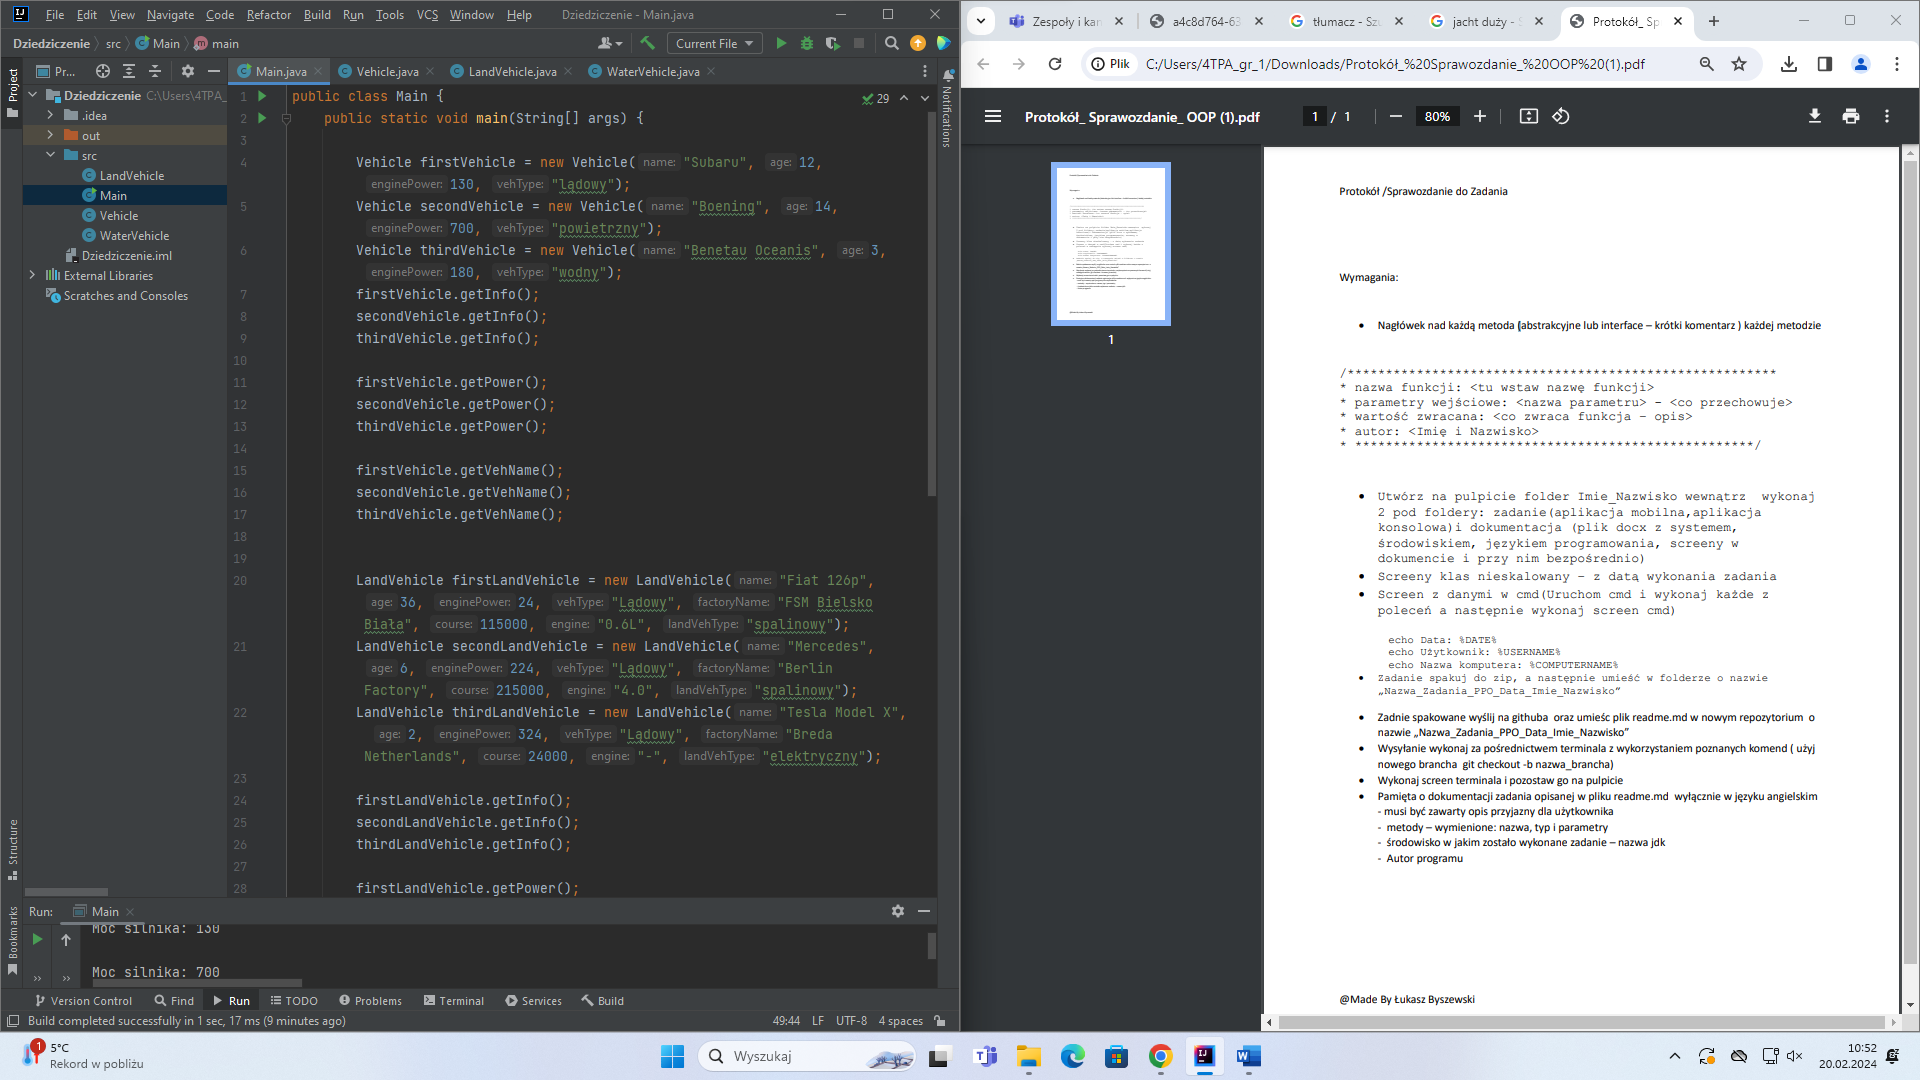 File Edit View Navigate Code Refactor Build Run Tools VCS Window Help Dziedziczenie - Main.java
Dziedziczenie src Main main Current File
Project
Pr...
Dziedziczenie C:\Users\4TPA_
.idea
out
src
LandVehicle
Main
Vehicle
WaterVehicle
Dziedziczenie.iml
External Libraries
Scratches and Consoles
Structure
Bookmarks
Notifications
Main.java Vehicle.java LandVehicle.java WaterVehicle.java
29
1 public class Main {
2 public static void main(String[] args) {
3
4 Vehicle firstVehicle = new Vehicle( name: "Subaru", age: 12,
enginePower: 130, vehType: "lądowy");
5 Vehicle secondVehicle = new Vehicle( name: "Boening", age: 14,
enginePower: 700, vehType: "powietrzny");
6 Vehicle thirdVehicle = new Vehicle( name: "Benetau Oceanis", age: 3,
enginePower: 180, vehType: "wodny");
7 firstVehicle.getInfo();
8 secondVehicle.getInfo();
9 thirdVehicle.getInfo();
10
11 firstVehicle.getPower();
12 secondVehicle.getPower();
13 thirdVehicle.getPower();
14
15 firstVehicle.getVehName();
16 secondVehicle.getVehName();
17 thirdVehicle.getVehName();
18
19
20 LandVehicle firstLandVehicle = new LandVehicle( name: "Fiat 126p",
age: 36, enginePower: 24, vehType: "Lądowy", factoryName: "FSM Bielsko
Biała", course: 115000, engine: "0.6L", landVehType: "spalinowy");
21 LandVehicle secondLandVehicle = new LandVehicle( name: "Mercedes",
age: 6, enginePower: 224, vehType: "Lądowy", factoryName: "Berlin
Factory", course: 215000, engine: "4.0", landVehType: "spalinowy");
22 LandVehicle thirdLandVehicle = new LandVehicle( name: "Tesla Model X",
age: 2, enginePower: 324, vehType: "Lądowy", factoryName: "Breda
Netherlands", course: 24000, engine: "-", landVehType: "elektryczny");
23
24 firstLandVehicle.getInfo();
25 secondLandVehicle.getInfo();
26 thirdLandVehicle.getInfo();
27
28 firstLandVehicle.getPower();
Run: Main
Moc silnika: 130
Moc silnika: 700
Version Control Find Run TODO Problems Terminal Services Build
Build completed successfully in 1 sec, 17 ms (9 minutes ago) 49:44 LF UTF-8 4 spaces
Zespoły i kan a4c8d764-63 tłumacz - Szu jacht duży - S Protokół_ Sp
Plik C:/Users/4TPA_gr_1/Downloads/Protokół_%20Sprawozdanie_%20OOP%20(1).pdf
Protokół_ Sprawozdanie_ OOP (1).pdf 1 / 1 80%
1
Protokół /Sprawozdanie do Zadania
Wymagania:
• Nagłówek nad każdą metoda (abstrakcyjne lub interface – krótki komentarz ) każdej metodzie
/********************************************************
* nazwa funkcji: <tu wstaw nazwę funkcji>
* parametry wejściowe: <nazwa parametru> – <co przechowuje>
* wartość zwracana: <co zwraca funkcja – opis>
* autor: <Imię i Nazwisko>
* ****************************************************/
• Utwórz na pulpicie folder Imie_Nazwisko wewnątrz wykonaj
2 pod foldery: zadanie(aplikacja mobilna,aplikacja
konsolowa)i dokumentacja (plik docx z systemem,
środowiskiem, językiem programowania, screeny w
dokumencie i przy nim bezpośrednio)
• Screeny klas nieskalowany – z datą wykonania zadania
• Screen z danymi w cmd(Uruchom cmd i wykonaj każde z
poleceń a następnie wykonaj screen cmd)
echo Data: %DATE%
echo Użytkownik: %USERNAME%
echo Nazwa komputera: %COMPUTERNAME%
• Zadanie spakuj do zip, a następnie umieść w folderze o nazwie
„Nazwa_Zadania_PPO_Data_Imie_Nazwisko”
• Zadnie spakowane wyślij na githuba oraz umieśc plik readme.md w nowym repozytorium o
nazwie „Nazwa_Zadania_PPO_Data_Imie_Nazwisko”
• Wysyłanie wykonaj za pośrednictwem terminala z wykorzystaniem poznanych komend ( użyj
nowego brancha git checkout -b nazwa_brancha)
• Wykonaj screen terminala i pozostaw go na pulpicie
• Pamięta o dokumentacji zadania opisanej w pliku readme.md wyłącznie w języku angielskim
- musi być zawarty opis przyjazny dla użytkownika
- metody – wymienione: nazwa, typ i parametry
- środowisko w jakim zostało wykonane zadanie – nazwa jdk
- Autor programu
@Made By Łukasz Byszewski
1
5°C
Rekord w pobliżu
Wyszukaj
10:52
20.02.2024